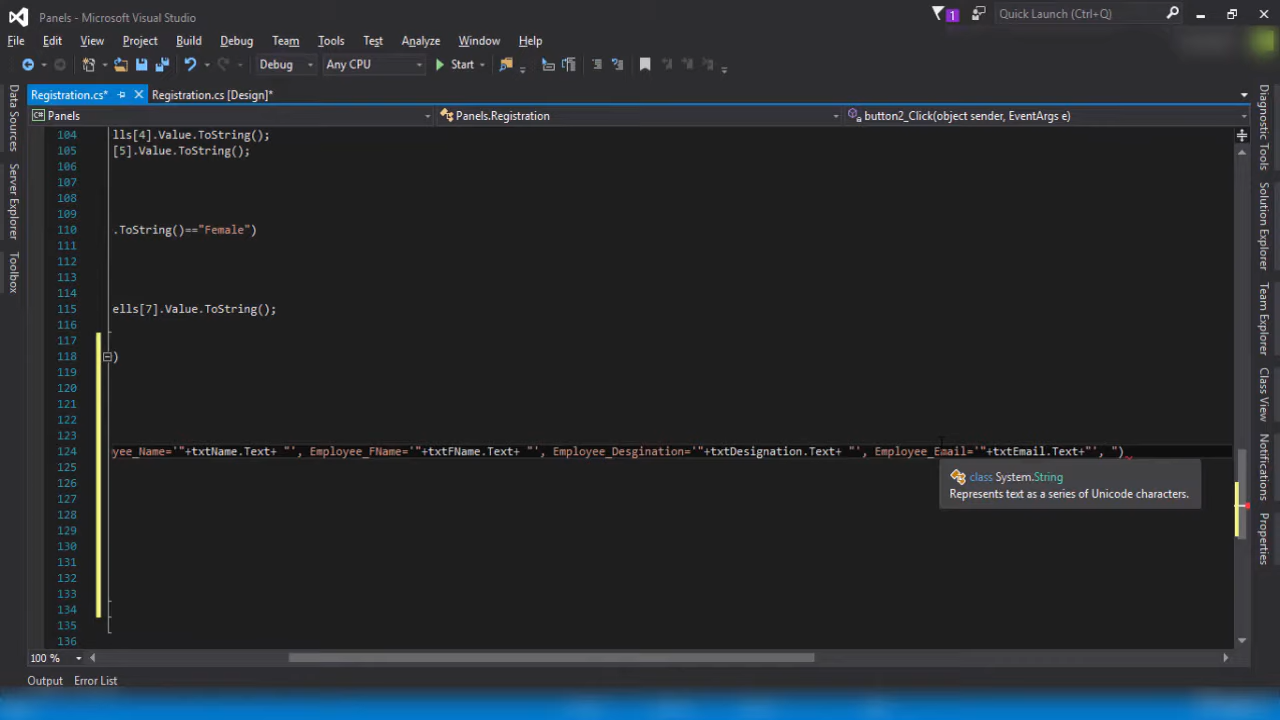 Panels - Microsoft Visual Studio
1
Quick Launch (Ctrl+Q)
File Edit View Project Build Debug Team Tools Test Analyze Window Help
Debug Any CPU Start
Registration.cs* Registration.cs [Design]*
Panels Panels.Registration button2_Click(object sender, EventArgs e)
Data Sources
Server Explorer
Toolbox
104 lls[4].Value.ToString();
105 [5].Value.ToString();
106
107
108
109
110 .ToString()=="Female")
111
112
113
114
115 ells[7].Value.ToString();
116
117
118 )
119
120
121
122
123
124 yee_Name='"+txtName.Text+ "', Employee_FName='"+txtFName.Text+ "', Employee_Desgination='"+txtDesignation.Text+ "', Employee_Email='"+txtEmail.Text+"', ")
class System.String
Represents text as a series of Unicode characters.
125
126
127
128
129
130
131
132
133
134
135
136
100 %
Output Error List
Diagnostic Tools
Solution Explorer
Team Explorer
Class View
Notifications
Properties